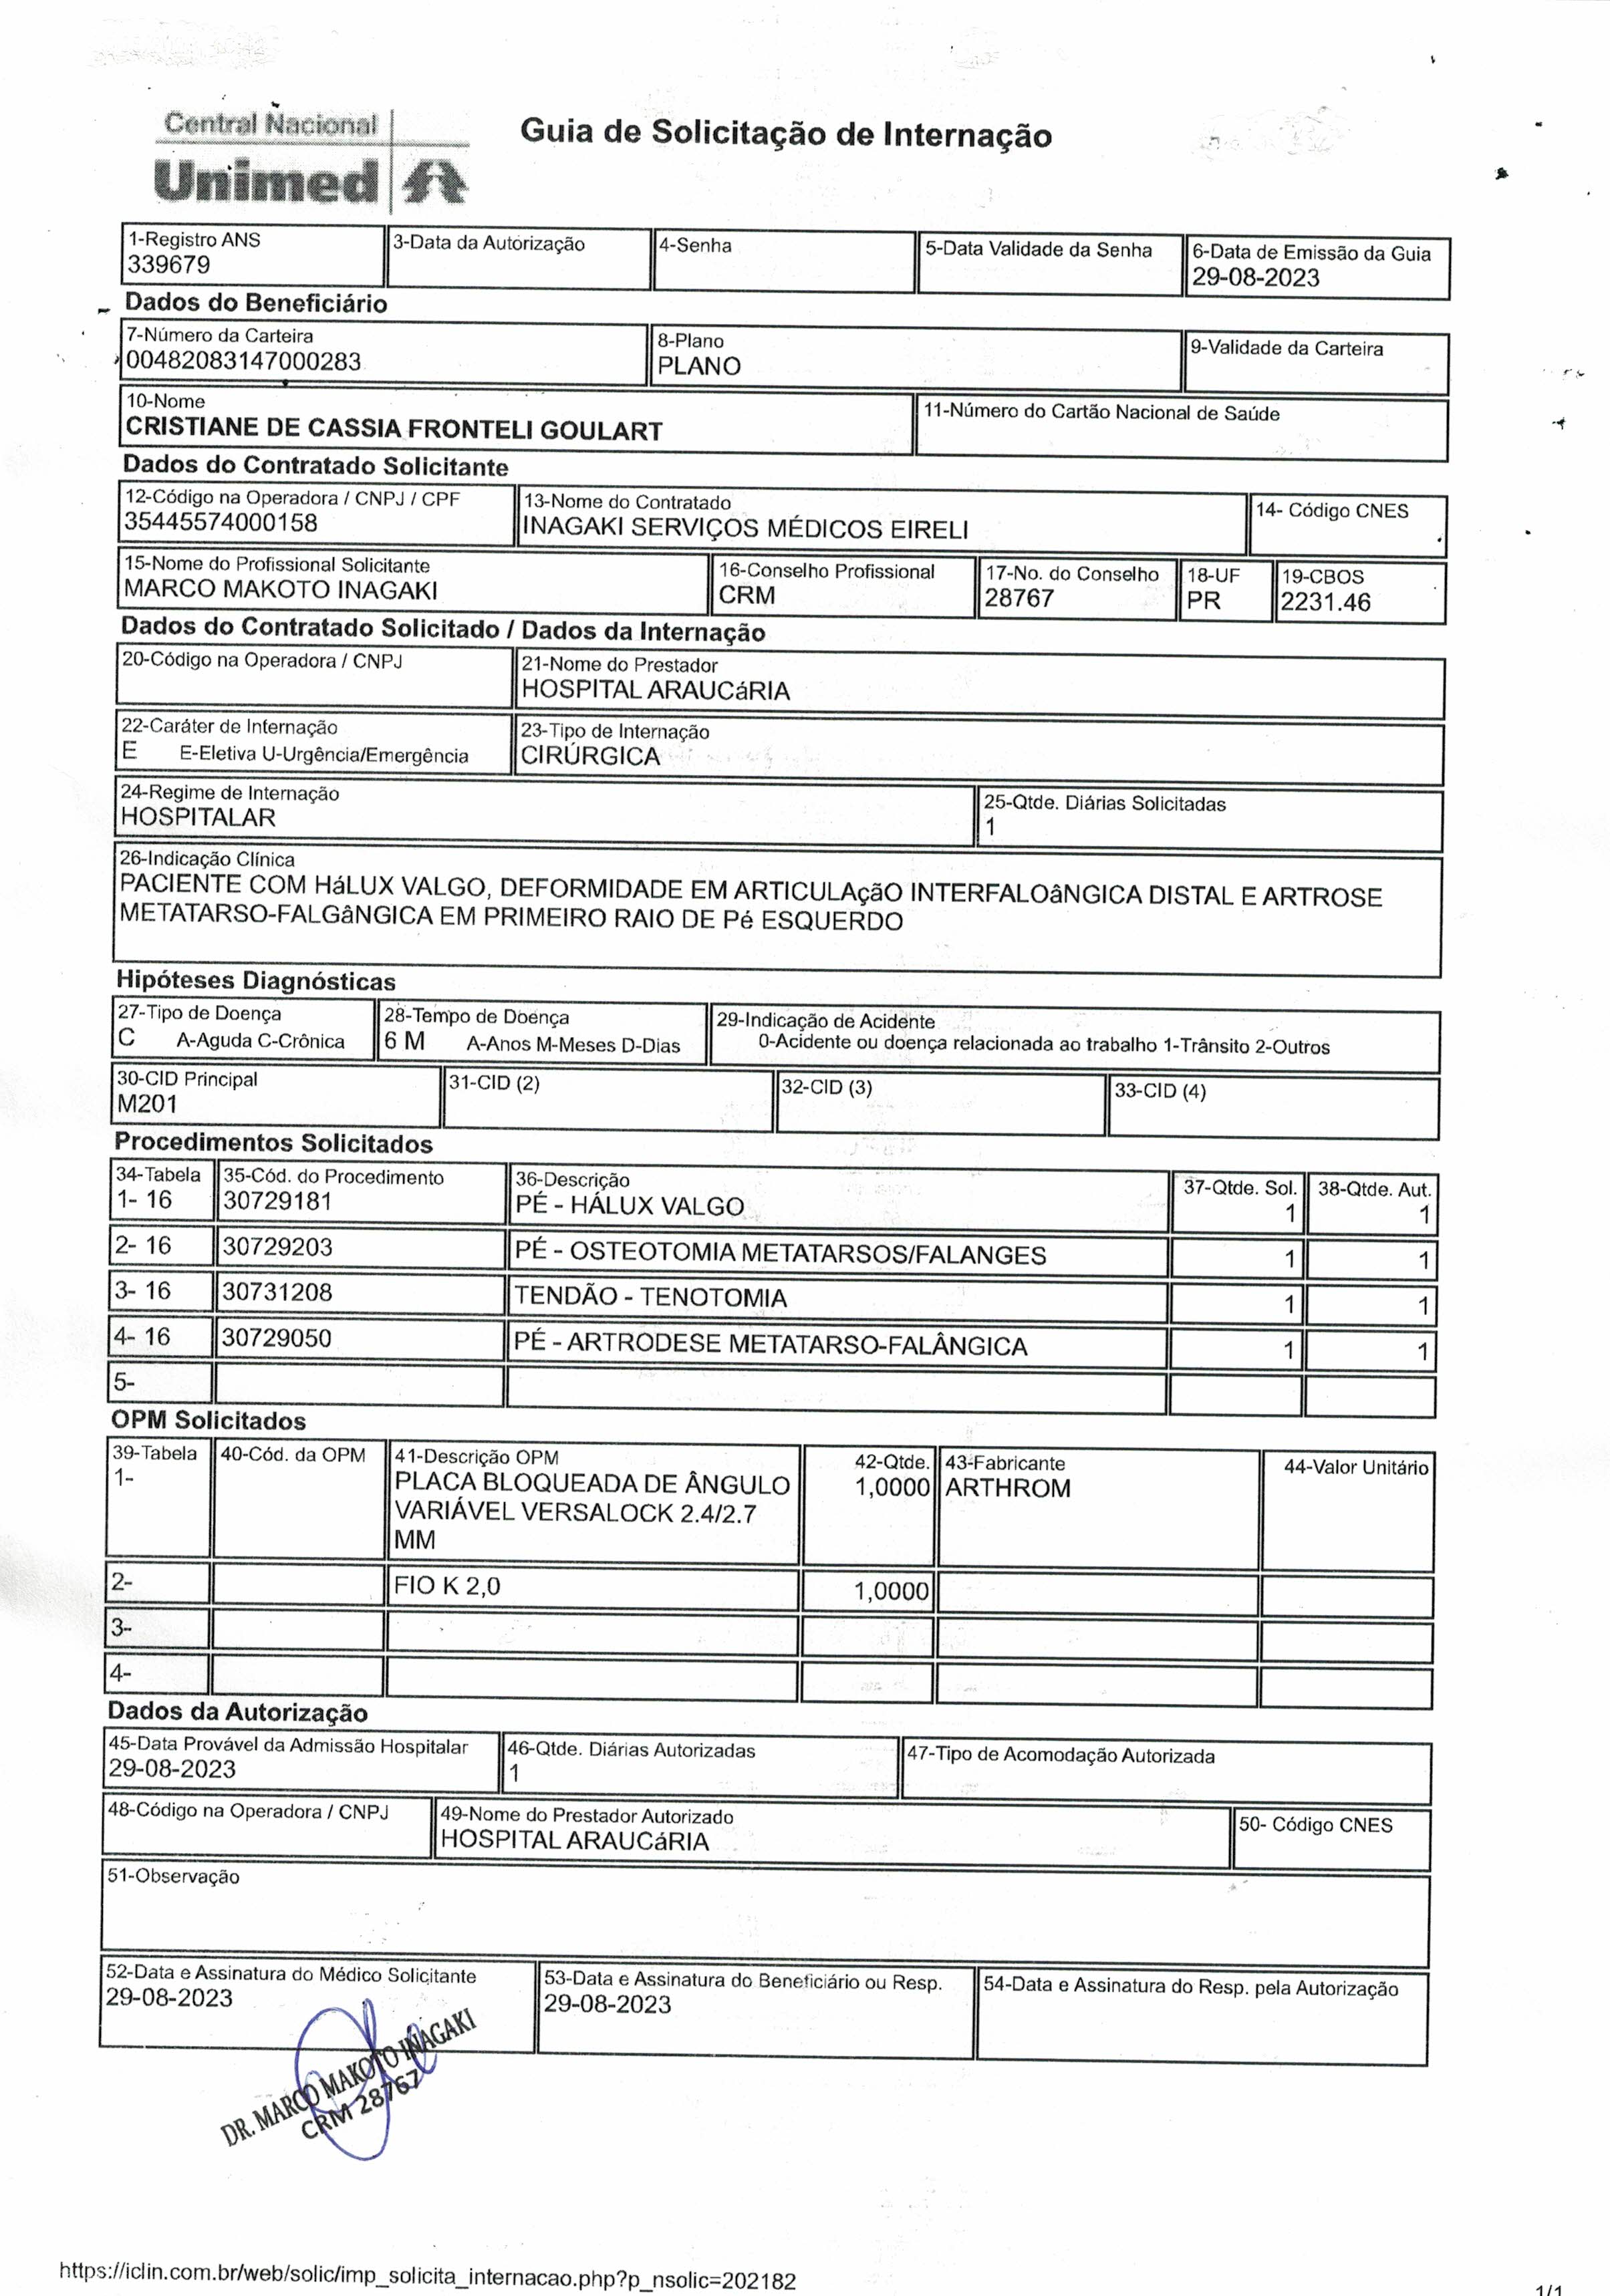 Central Nacional
Unimed
Guia de Solicitação de Internação
1-Registro ANS
339679
3-Data da Autorização
4-Senha
5-Data Validade da Senha
6-Data de Emissão da Guia
29-08-2023
Dados do Beneficiário
7-Número da Carteira
00482083147000283
8-Plano
PLANO
9-Validade da Carteira
10-Nome
CRISTIANE DE CASSIA FRONTELI GOULART
11-Número do Cartão Nacional de Saúde
Dados do Contratado Solicitante
12-Código na Operadora / CNPJ / CPF
35445574000158
13-Nome do Contratado
INAGAKI SERVIÇOS MÉDICOS EIRELI
14- Código CNES
15-Nome do Profissional Solicitante
MARCO MAKOTO INAGAKI
16-Conselho Profissional
CRM
17-No. do Conselho
28767
18-UF
PR
19-CBOS
2231.46
Dados do Contratado Solicitado / Dados da Internação
20-Código na Operadora / CNPJ
21-Nome do Prestador
HOSPITAL ARAUCáRIA
22-Caráter de Internação
E E-Eletiva U-Urgência/Emergência
23-Tipo de Internação
CIRÚRGICA
24-Regime de Internação
HOSPITALAR
25-Qtde. Diárias Solicitadas
1
26-Indicação Clínica
PACIENTE COM HáLUX VALGO, DEFORMIDADE EM ARTICULAçãO INTERFALOâNGICA DISTAL E ARTROSE
METATARSO-FALGâNGICA EM PRIMEIRO RAIO DE Pé ESQUERDO
Hipóteses Diagnósticas
27-Tipo de Doença
C A-Aguda C-Crônica
28-Tempo de Doença
6 M A-Anos M-Meses D-Dias
29-Indicação de Acidente
0-Acidente ou doença relacionada ao trabalho 1-Trânsito 2-Outros
30-CID Principal
M201
31-CID (2)
32-CID (3)
33-CID (4)
Procedimentos Solicitados
34-Tabela 35-Cód. do Procedimento 36-Descrição 37-Qtde. Sol. 38-Qtde. Aut.
1- 16 30729181 PÉ - HÁLUX VALGO 1 1
2- 16 30729203 PÉ - OSTEOTOMIA METATARSOS/FALANGES 1 1
3- 16 30731208 TENDÃO - TENOTOMIA 1 1
4- 16 30729050 PÉ - ARTRODESE METATARSO-FALÂNGICA 1 1
5-
OPM Solicitados
39-Tabela 40-Cód. da OPM 41-Descrição OPM 42-Qtde. 43-Fabricante 44-Valor Unitário
1- PLACA BLOQUEADA DE ÂNGULO 1,0000 ARTHROM
VARIÁVEL VERSALOCK 2.4/2.7
MM
2- FIO K 2,0 1,0000
3-
4-
Dados da Autorização
45-Data Provável da Admissão Hospitalar
29-08-2023
46-Qtde. Diárias Autorizadas
1
47-Tipo de Acomodação Autorizada
48-Código na Operadora / CNPJ
49-Nome do Prestador Autorizado
HOSPITAL ARAUCáRIA
50- Código CNES
51-Observação
52-Data e Assinatura do Médico Solicitante
29-08-2023
53-Data e Assinatura do Beneficiário ou Resp.
29-08-2023
54-Data e Assinatura do Resp. pela Autorização
DR. MARCO MAKOTO INAGAKI
CRM 28767
https://iclin.com.br/web/solic/imp_solicita_internacao.php?p_nsolic=202182
1/1